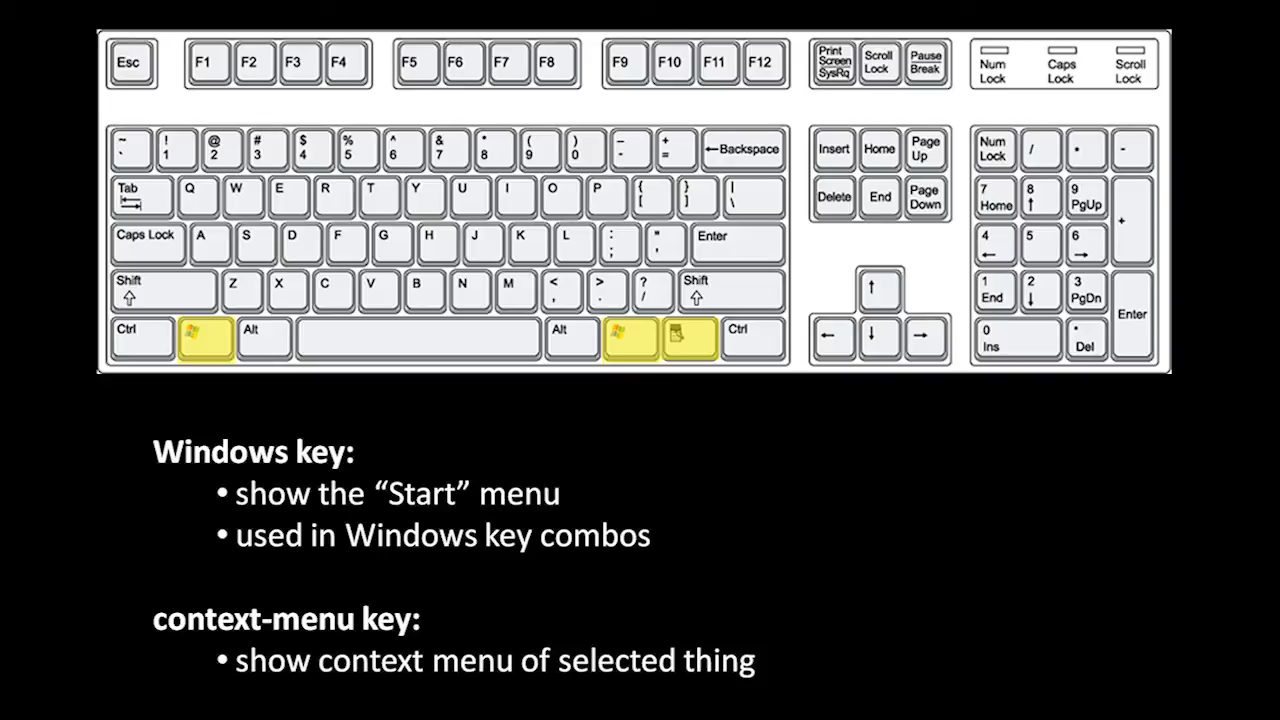 Esc F1 F2 F3 F4 F5 F6 F7 F8 F9 F10 F11 F12 Print Screen SysRq Scroll Lock Pause Break Num Lock Caps Lock Scroll Lock
~ ` ! 1 @ 2 # 3 $ 4 % 5 ^ 6 & 7 * 8 ( 9 ) 0 _ - + = ←Backspace Insert Home Page Up Num Lock / * -
Tab Q W E R T Y U I O P { [ } ] | \ Delete End Page Down 7 Home 8 ↑ 9 PgUp +
Caps Lock A S D F G H J K L : ; " ' Enter 4 ← 5 6 →
Shift Z X C V B N M < , > . ? / Shift ↑ 1 End 2 ↓ 3 PgDn Enter
Ctrl Alt Alt Ctrl ← ↓ → 0 Ins . Del
Windows key:
• show the “Start” menu
• used in Windows key combos
context-menu key:
• show context menu of selected thing